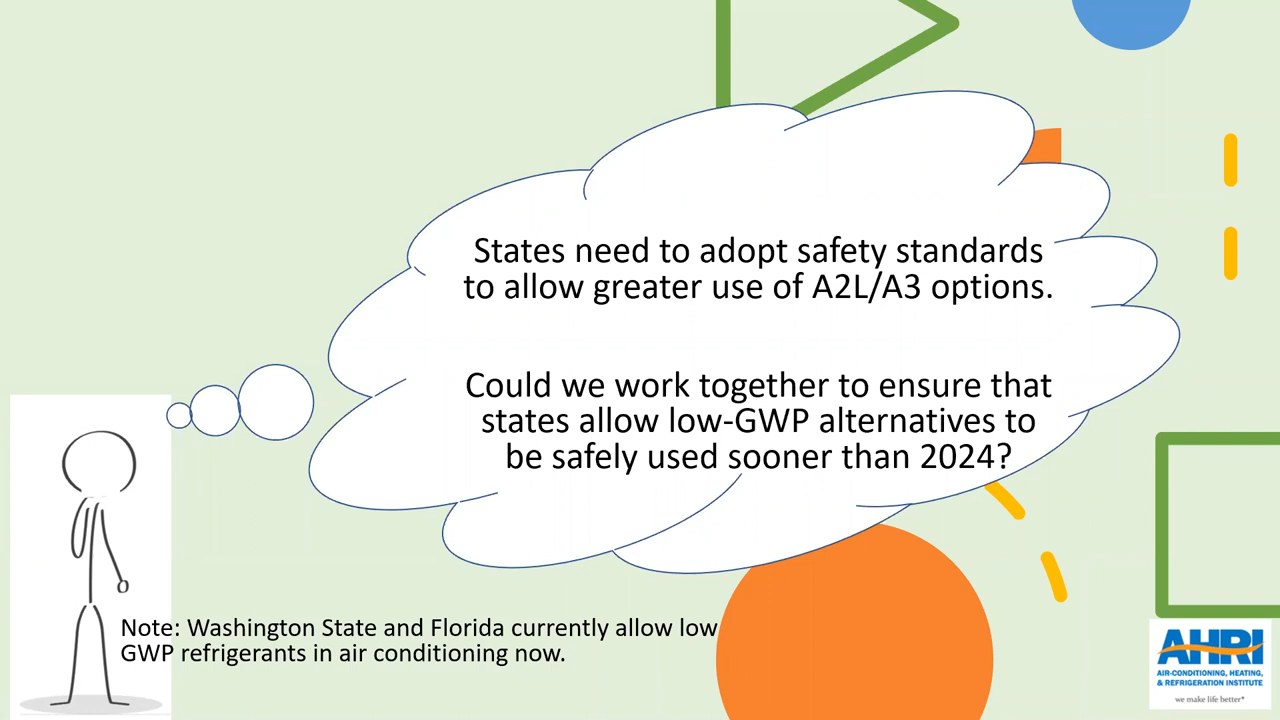 States need to adopt safety standards
to allow greater use of A2L/A3 options.
Could we work together to ensure that
states allow low-GWP alternatives to
be safely used sooner than 2024?
Note: Washington State and Florida currently allow low
GWP refrigerants in air conditioning now.
AHRI
AIR-CONDITIONING, HEATING,
& REFRIGERATION INSTITUTE
we make life better*